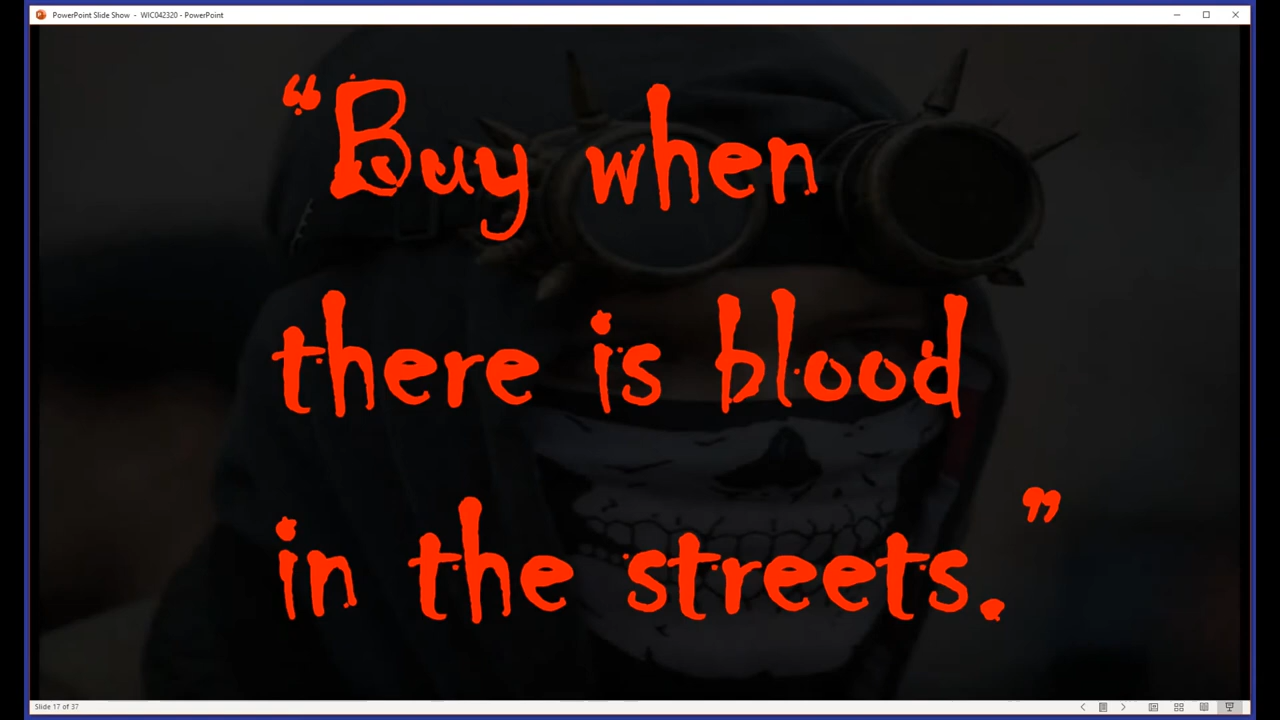 PowerPoint Slide Show - WIC042320 - PowerPoint
“Buy when
there is blood
in the streets.”
Slide 17 of 37